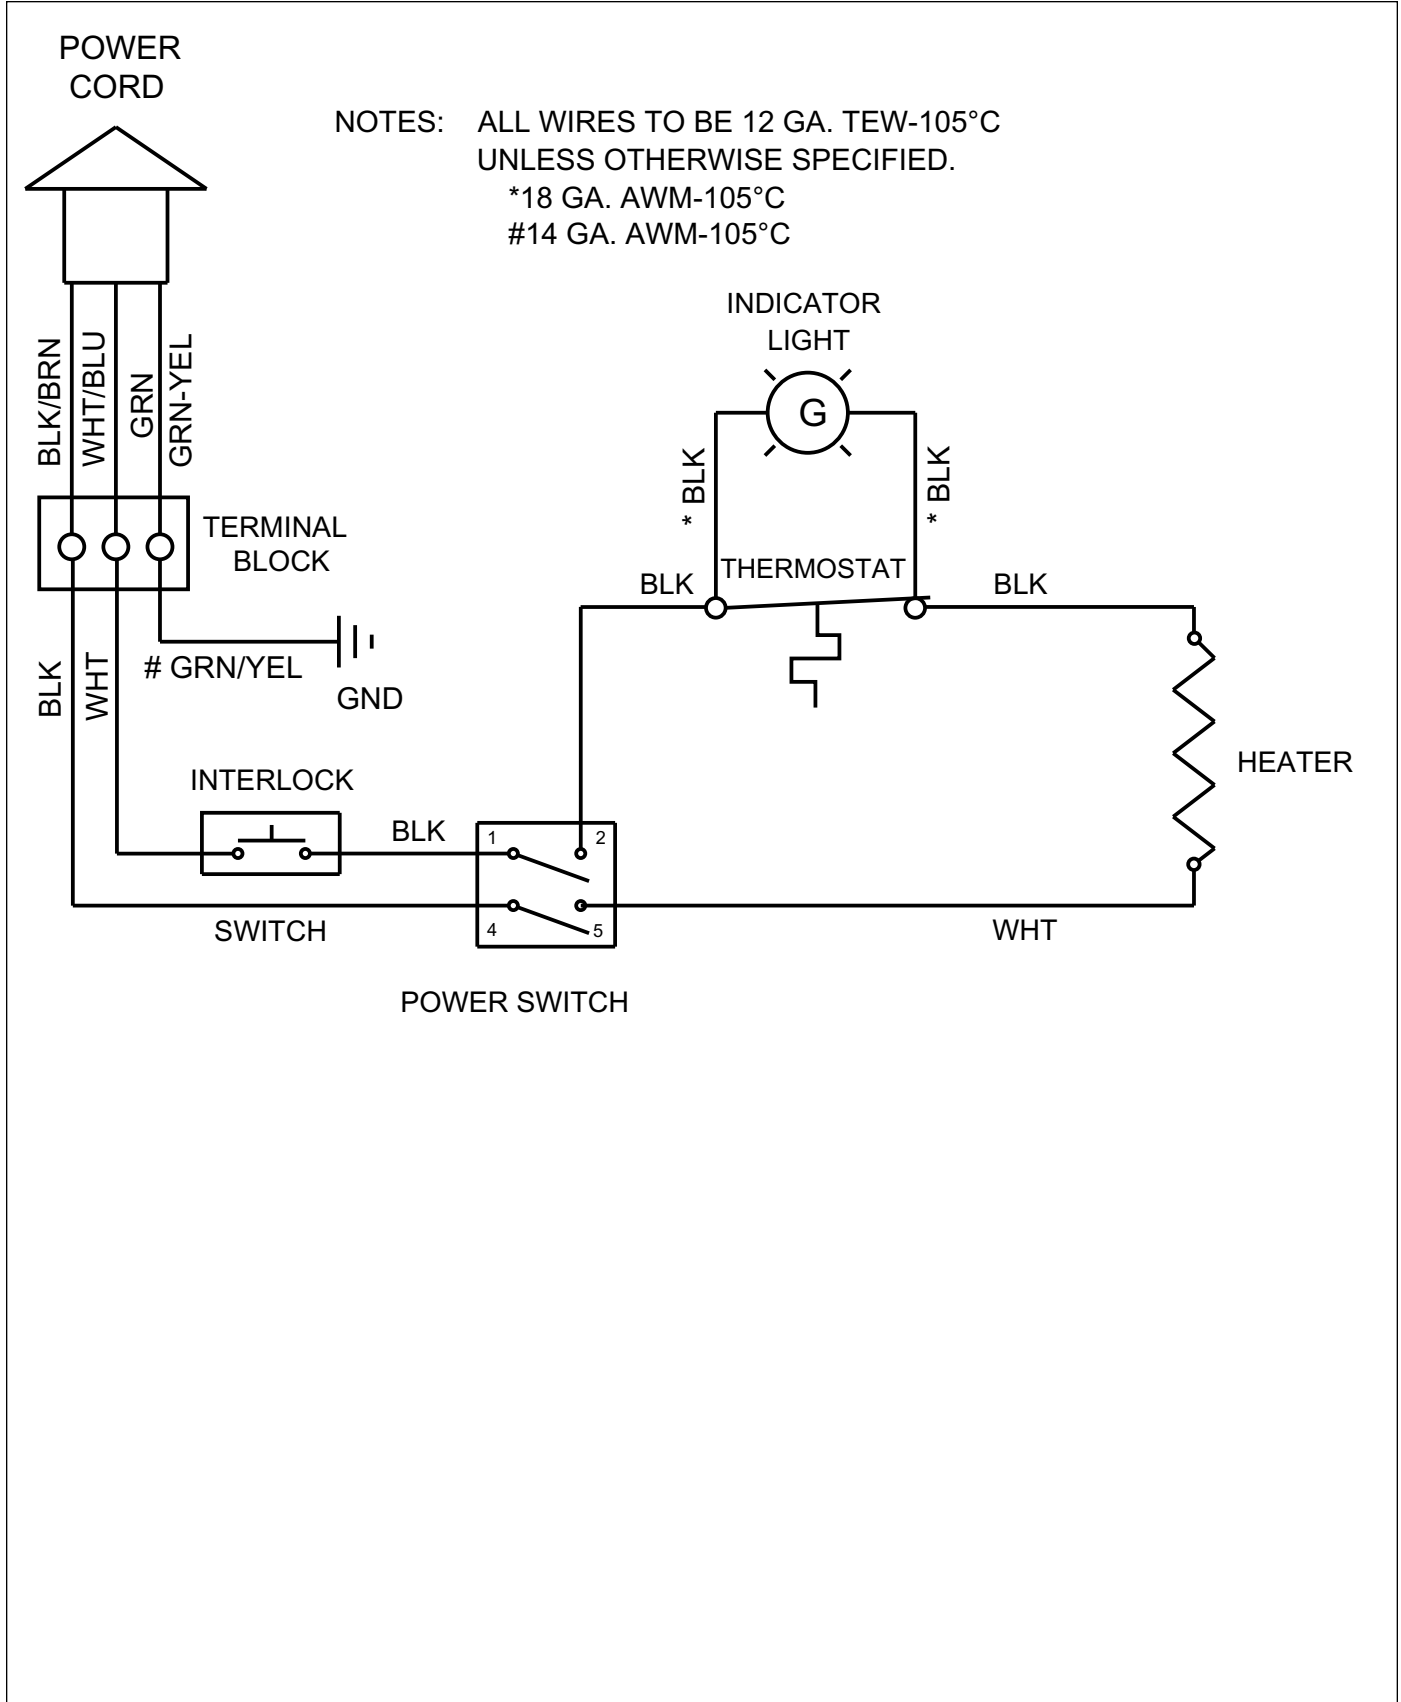 POWER
CORD
NOTES: ALL WIRES TO BE 12 GA. TEW-105°C
UNLESS OTHERWISE SPECIFIED.
*18 GA. AWM-105°C
#14 GA. AWM-105°C
INDICATOR
LIGHT
G
BLK/BRN
WHT/BLU
GRN
GRN-YEL
* BLK
* BLK
TERMINAL
BLOCK
THERMOSTAT
BLK
BLK
# GRN/YEL
GND
BLK
WHT
HEATER
INTERLOCK
BLK
1
2
SWITCH
4
5
WHT
POWER SWITCH